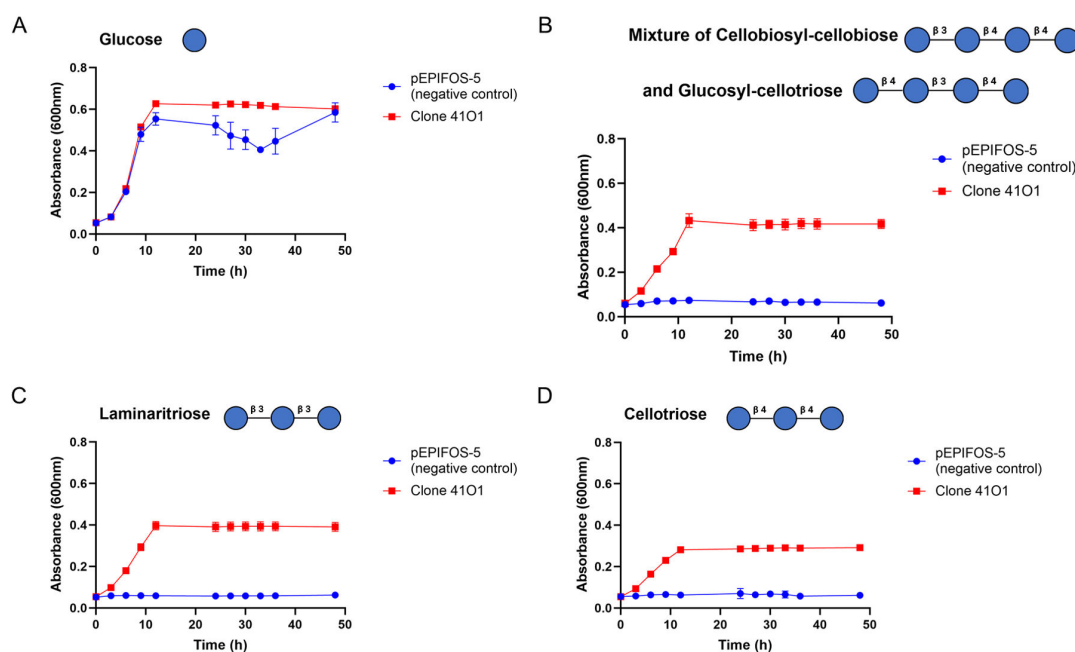 A
Glucose
pEPIFOS-5
(negative control)
Clone 41O1
Absorbance (600nm)
0.8
0.6
0.4
0.2
0.0
0 10 20 30 40 50
Time (h)
B
Mixture of Cellobiosyl-cellobiose
β 3 β 4 β 4
and Glucosyl-cellotriose
β 4 β 3 β 4
pEPIFOS-5
(negative control)
Clone 41O1
Absorbance (600nm)
0.8
0.6
0.4
0.2
0.0
0 10 20 30 40 50
Time (h)
C
Laminaritriose
β 3 β 3
pEPIFOS-5
(negative control)
Clone 41O1
Absorbance (600nm)
0.8
0.6
0.4
0.2
0.0
0 10 20 30 40 50
Time (h)
D
Cellotriose
β 4 β 4
pEPIFOS-5
(negative control)
Clone 41O1
Absorbance (600nm)
0.8
0.6
0.4
0.2
0.0
0 10 20 30 40 50
Time (h)